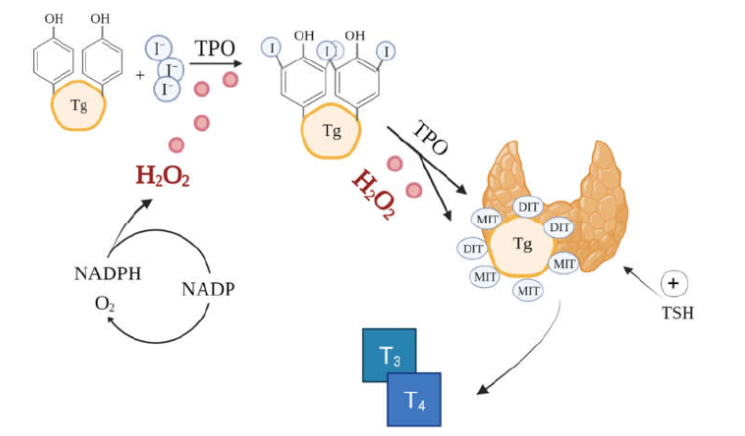 OH OH
I⁻
I⁻
I⁻
+
TPO
Tg
H₂O₂
NADPH
O₂
NADP
OH OH
I I I
Tg
TPO
H₂O₂
MIT
DIT
DIT
DIT
Tg
MIT
MIT
MIT
+
TSH
T₃
T₄